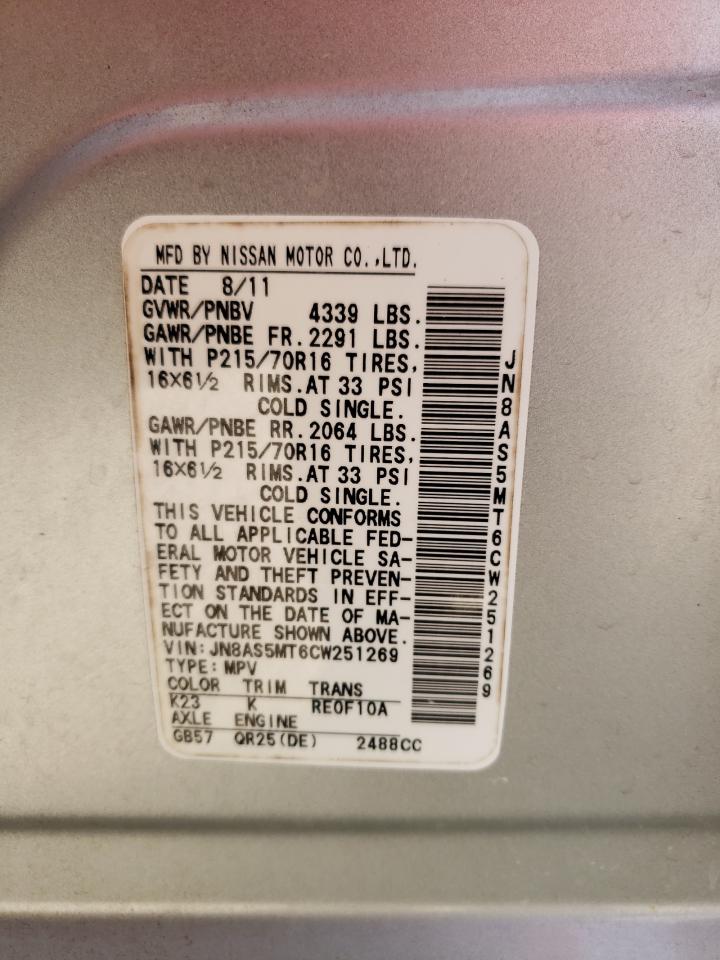 MFD BY NISSAN MOTOR CO.,LTD.
DATE 8/11
GVWR/PNBV 4339 LBS.
GAWR/PNBE FR.2291 LBS.
WITH P215/70R16 TIRES,
16X6½ RIMS.AT 33 PSI
COLD SINGLE.
GAWR/PNBE RR.2064 LBS.
WITH P215/70R16 TIRES,
16X6½ RIMS.AT 33 PSI
COLD SINGLE.
THIS VEHICLE CONFORMS
TO ALL APPLICABLE FED-
ERAL MOTOR VEHICLE SA-
FETY AND THEFT PREVEN-
TION STANDARDS IN EFF-
ECT ON THE DATE OF MA-
NUFACTURE SHOWN ABOVE.
VIN: JN8AS5MT6CW251269
TYPE: MPV
COLOR TRIM TRANS
K23 K RE0F10A
AXLE ENGINE
GB57 QR25(DE) 2488CC
JN8AS5MT6CW251269